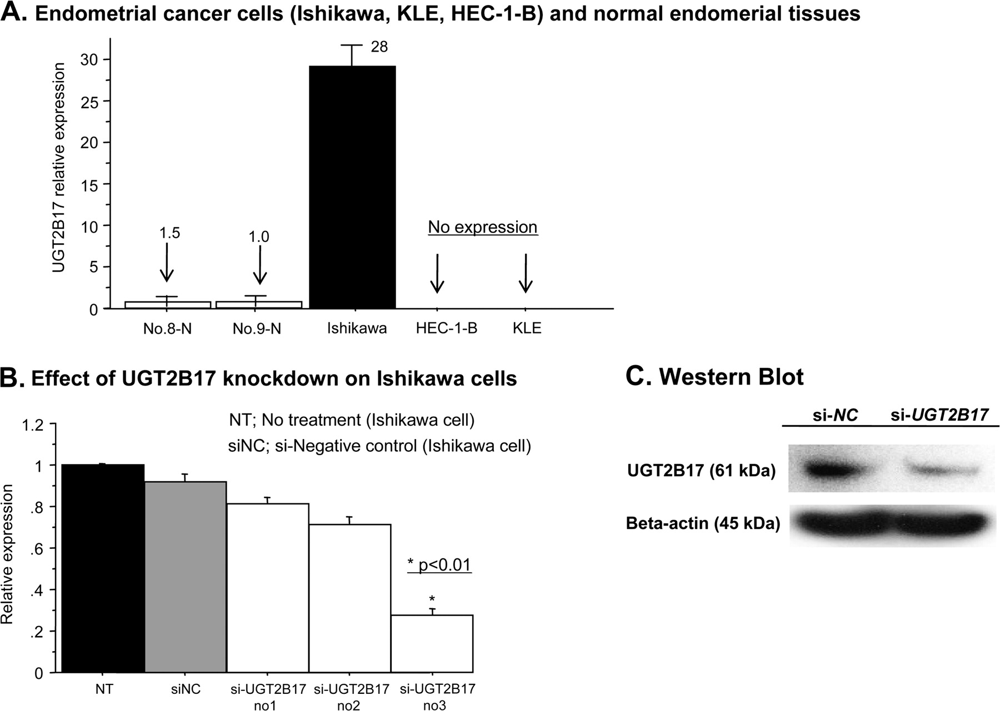 A. Endometrial cancer cells (Ishikawa, KLE, HEC-1-B) and normal endomerial tissues
UGT2B17 relative expression
30
25
20
15
10
5
0
28
1.5
1.0
No expression
No.8-N
No.9-N
Ishikawa
HEC-1-B
KLE
B. Effect of UGT2B17 knockdown on Ishikawa cells
NT; No treatment (Ishikawa cell)
siNC; si-Negative control (Ishikawa cell)
Relative expression
1.2
1
.8
.6
.4
.2
0
* p<0.01
*
NT
siNC
si-UGT2B17 no1
si-UGT2B17 no2
si-UGT2B17 no3
C. Western Blot
si-NC
si-UGT2B17
UGT2B17 (61 kDa)
Beta-actin (45 kDa)